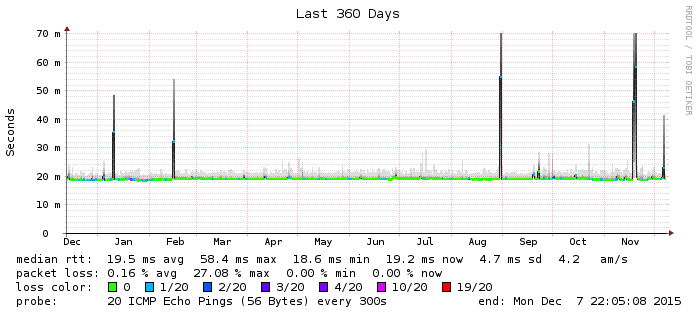 Last 360 Days
RRDTOOL / TOBI OETIKER
Seconds
70 m
60 m
50 m
40 m
30 m
20 m
10 m
0
Dec Jan Feb Mar Apr May Jun Jul Aug Sep Oct Nov
median rtt: 19.5 ms avg 58.4 ms max 18.6 ms min 19.2 ms now 4.7 ms sd 4.2 am/s
packet loss: 0.16 % avg 27.08 % max 0.00 % min 0.00 % now
loss color: 0 1/20 2/20 3/20 4/20 10/20 19/20
probe: 20 ICMP Echo Pings (56 Bytes) every 300s end: Mon Dec 7 22:05:08 2015